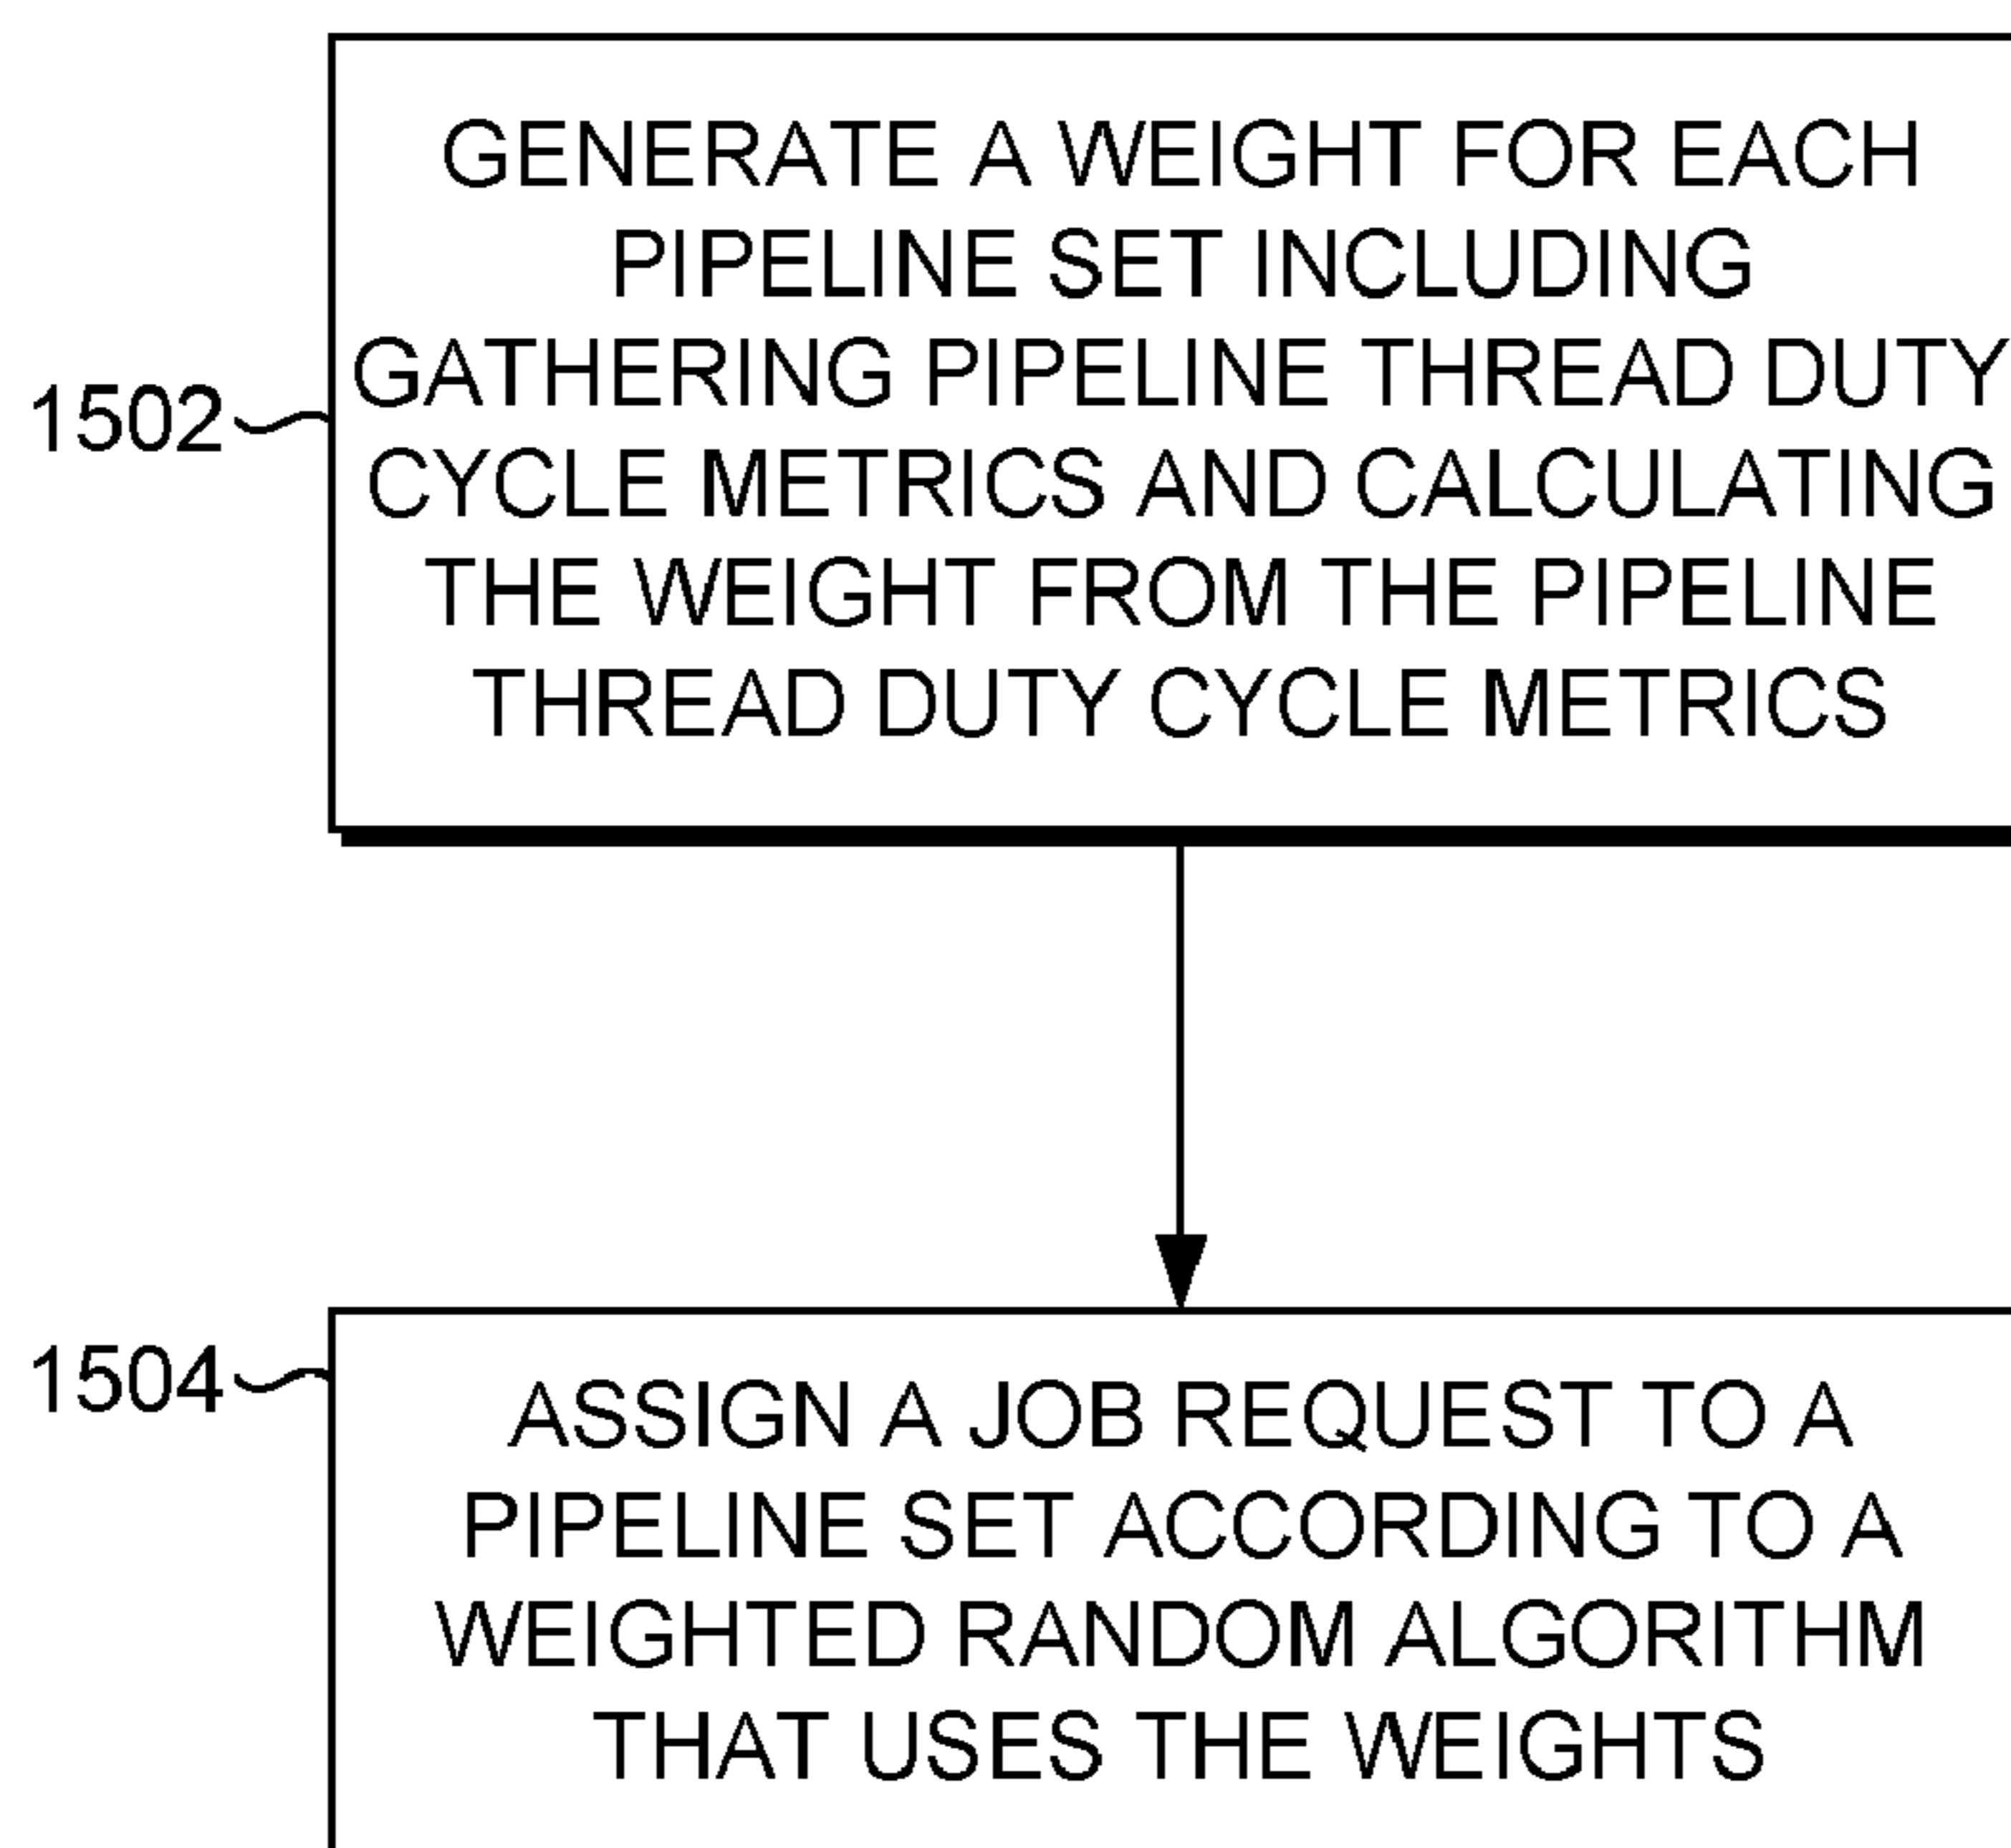 GENERATE A WEIGHT FOR EACH
PIPELINE SET INCLUDING
GATHERING PIPELINE THREAD DUTY
1502
CYCLE METRICS AND CALCULATING
THE WEIGHT FROM THE PIPELINE
THREAD DUTY CYCLE METRICS
1504
ASSIGN A JOB REQUEST TO A
PIPELINE SET ACCORDING TO A
WEIGHTED RANDOM ALGORITHM
THAT USES THE WEIGHTS